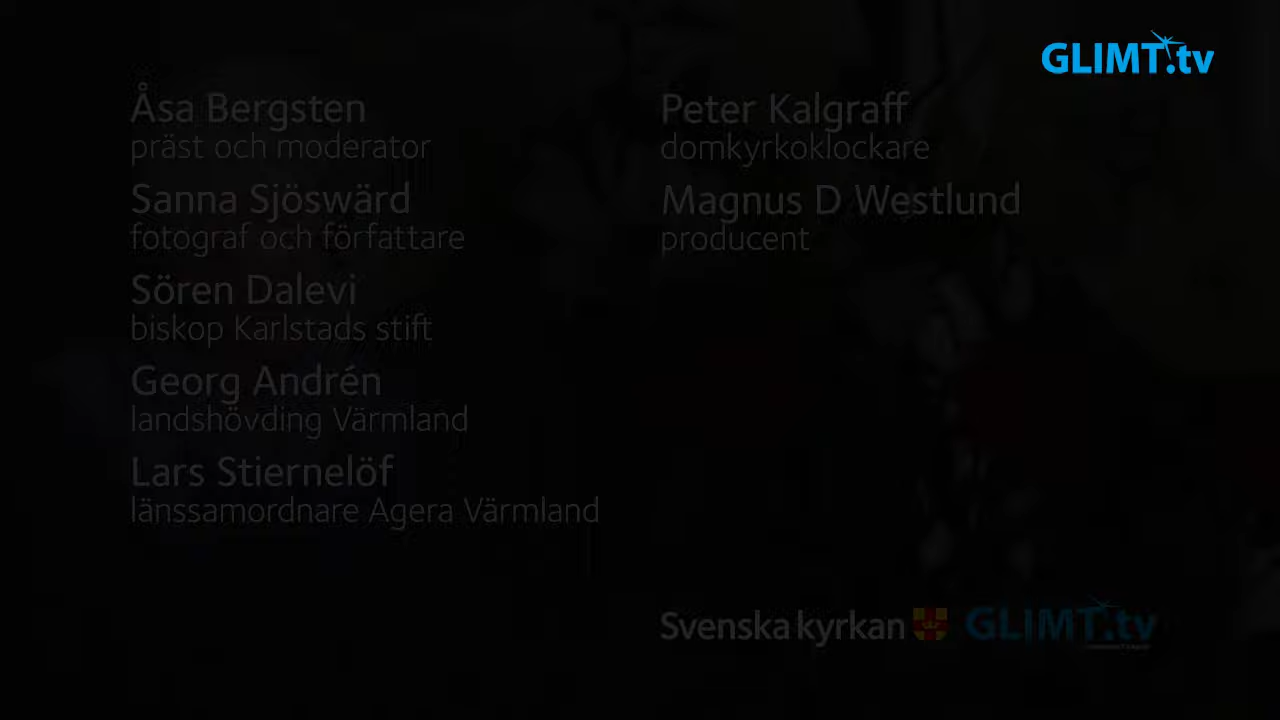 GLIMT.tv
Åsa Bergsten
präst och moderator
Sanna Sjöswärd
fotograf och författare
Sören Dalevi
biskop Karlstads stift
Georg Andrén
landshövding Värmland
Lars Stiernelöf
länssamordnare Agera Värmland
Peter Kalgraff
domkyrkoklockare
Magnus D Westlund
producent
Svenska kyrkan
GLIMT.tv